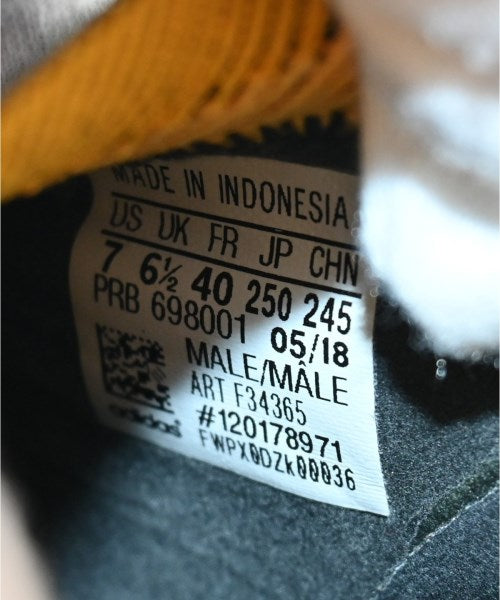 MADE IN INDONESIA
US UK FR JP CHN
7 6½ 40 250 245
PRB 698001 05/18
MALE/MÂLE
ART F34365
#120178971
FWPX0DZk00036
adidas